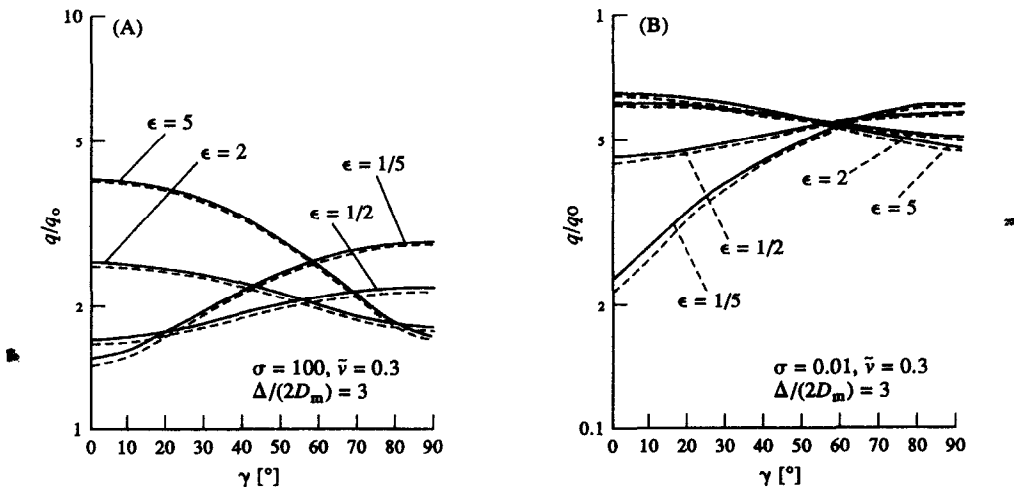 (A)
10
5
2
1
q/qₒ
ϵ = 5
ϵ = 2
ϵ = 1/5
ϵ = 1/2
σ = 100, ṽ = 0.3
Δ/(2Dₘ) = 3
0 10 20 30 40 50 60 70 80 90
γ [°]
(B)
1
5
2
0.1
q/qo
ϵ = 2
ϵ = 5
ϵ = 1/2
ϵ = 1/5
σ = 0.01, ṽ = 0.3
Δ/(2Dₘ) = 3
0 10 20 30 40 50 60 70 80 90
γ [°]